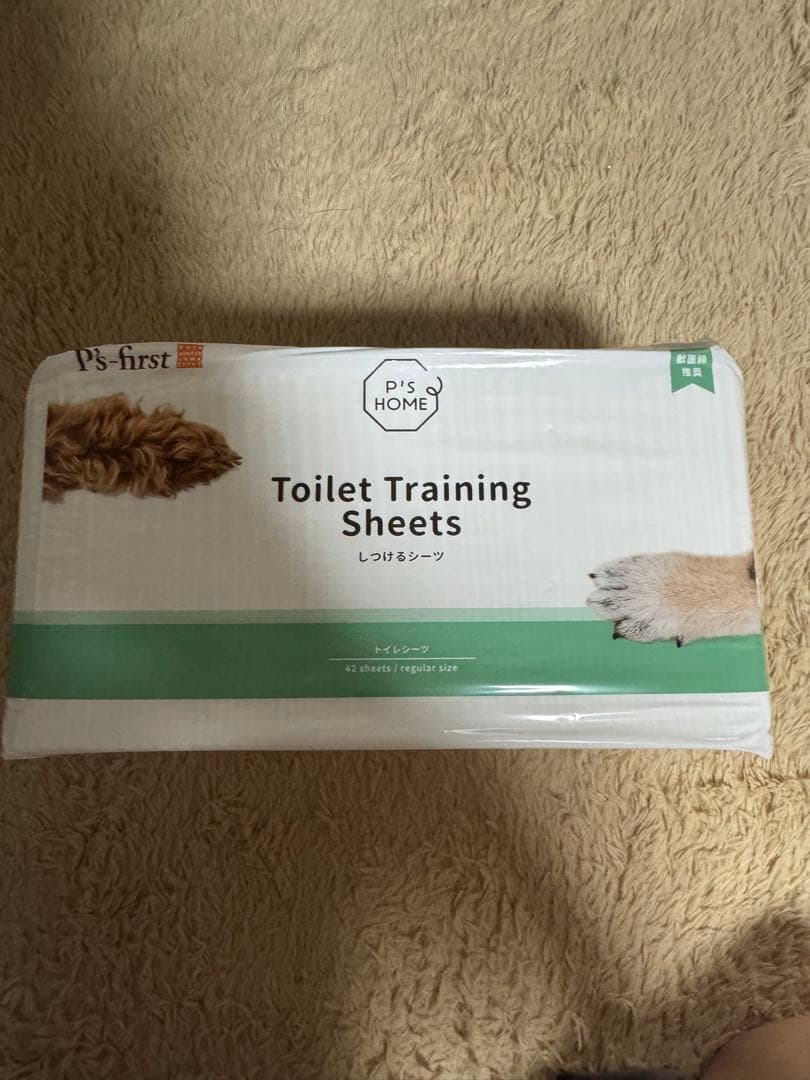 P's-first
P'S
HOME
獣医師
推奨
Toilet Training
Sheets
しつけるシーツ
トイレシーツ
42 sheets / regular size